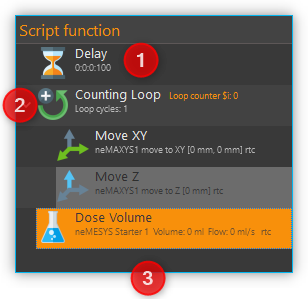 Script function
Delay
0:0:0:100
1
2
Counting Loop Loop counter $i: 0
Loop cycles: 1
Move XY
neMAXYS1 move to XY [0 mm, 0 mm] rtc
Move Z
neMAXYS1 move to Z [0 mm] rtc
Dose Volume
neMESYS Starter 1 Volume: 0 ml Flow: 0 ml/s rtc
3